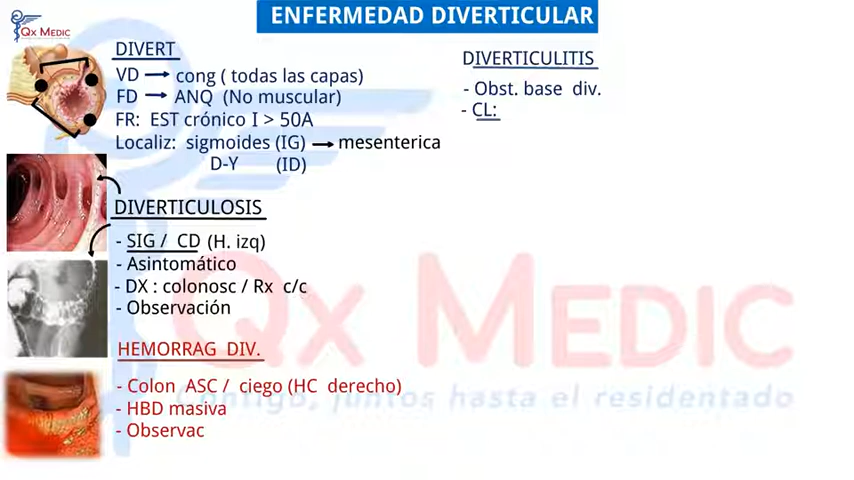 ENFERMEDAD DIVERTICULAR
QX MEDIC
DIVERT
VD → cong ( todas las capas)
FD → ANQ (No muscular)
FR: EST crónico I > 50A
Localiz: sigmoides (IG) → mesenterica
D-Y (ID)
DIVERTICULOSIS
- SIG / CD (H. izq)
- Asintomático
- DX : colonosc / Rx c/c
- Observación
HEMORRAG DIV.
- Colon ASC / ciego (HC derecho)
- HBD masiva
- Observac
DIVERTICULITIS
- Obst. base div.
- CL:
QX MEDIC
Contigo, juntos hasta el residentado